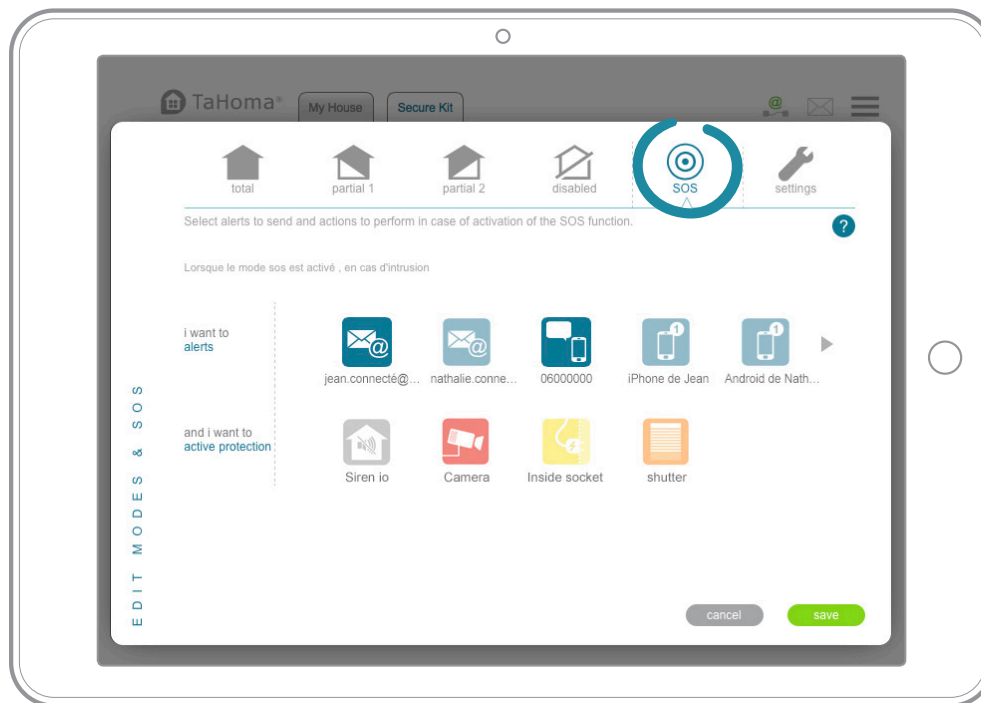 TaHoma®
My House
Secure Kit
@
total
partial 1
partial 2
disabled
SOS
settings
Select alerts to send and actions to perform in case of activation of the SOS function.
?
Lorsque le mode sos est activé , en cas d'intrusion
i want to
alerts
@
@
1
1
jean.connecté@...
nathalie.conne...
06000000
iPhone de Jean
Android de Nath...
and i want to
active protection
Siren io
Camera
Inside socket
shutter
EDIT MODES & SOS
cancel
save